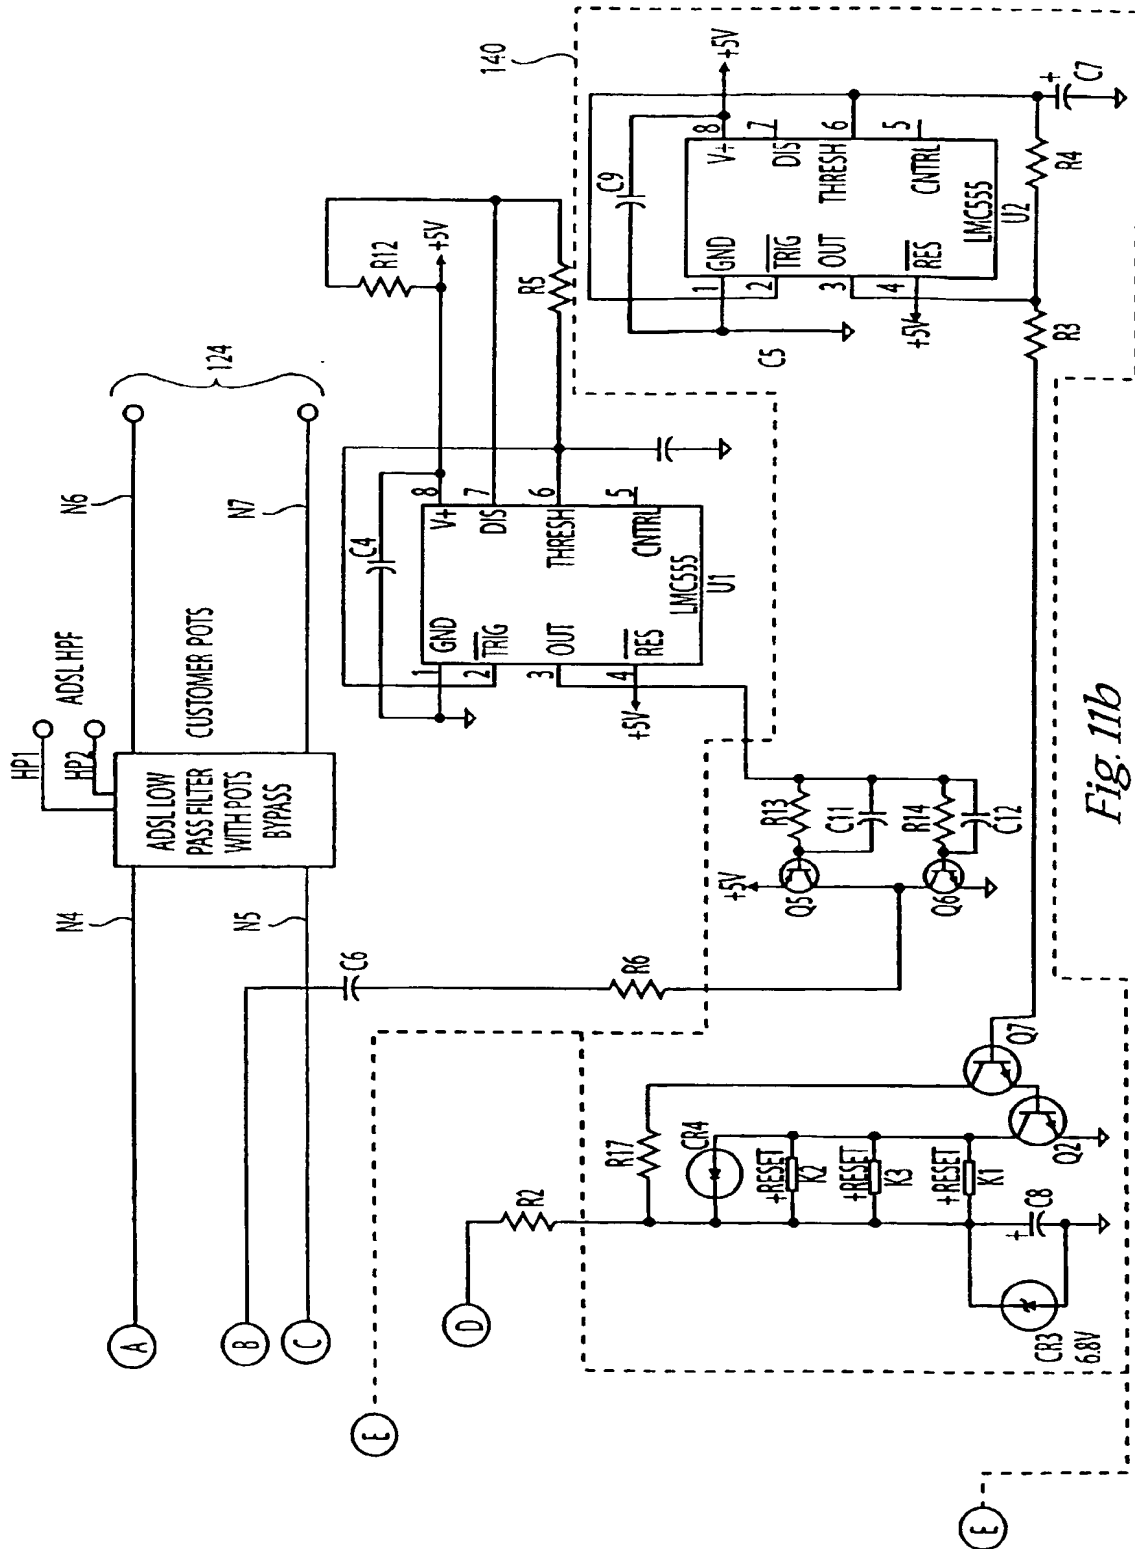 HP1
HP2
ADSL HPF
N6
124
A
N4
ADSL LOW
PASS FILTER
WITH POTS
BYPASS
CUSTOMER POTS
B
C
N5
N7
C6
R6
E
C4
1
GND
V+
8
2
TRIG
DIS
7
3
OUT
THRESH
6
4
RES
CNTRL
5
+5V
LMC555
U1
R12
+5V
R5
140
C9
1
GND
V+
8
+5V
2
TRIG
DIS
7
3
OUT
THRESH
6
4
RES
CNTRL
5
+5V
LMC555
U2
C5
R3
R4
+
C7
D
R2
R17
CR4
+RESET
K2
+RESET
K3
+RESET
K1
+
C8
CR3
6.8V
Q7
Q2
+5V
Q5
R13
C11
Q6
R14
C12
E
Fig. 11b